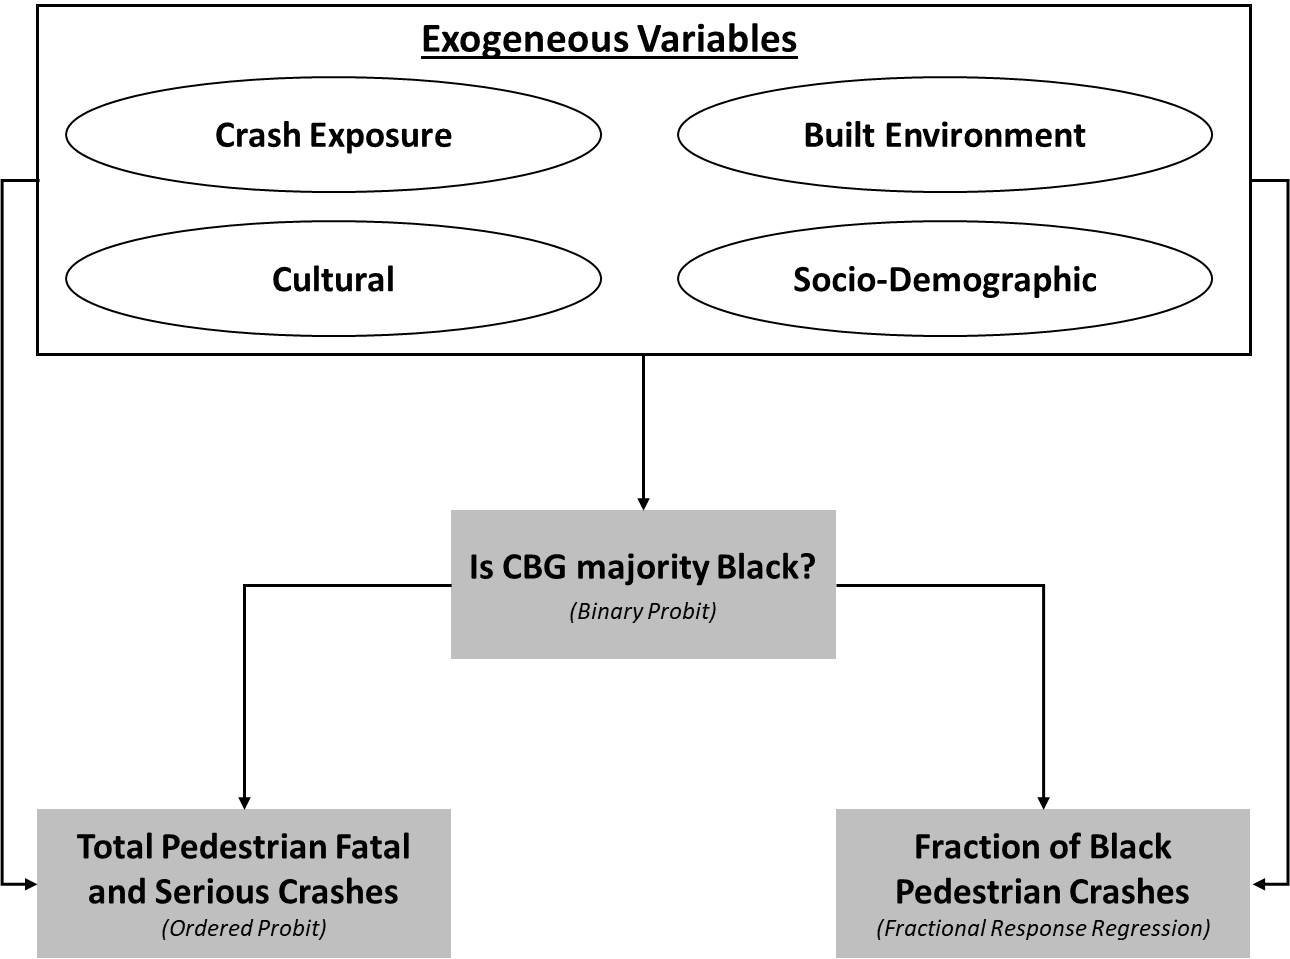 Exogeneous Variables
Crash Exposure
Built Environment
Cultural
Socio-Demographic
Is CBG majority Black?
(Binary Probit)
Total Pedestrian Fatal
and Serious Crashes
(Ordered Probit)
Fraction of Black
Pedestrian Crashes
(Fractional Response Regression)